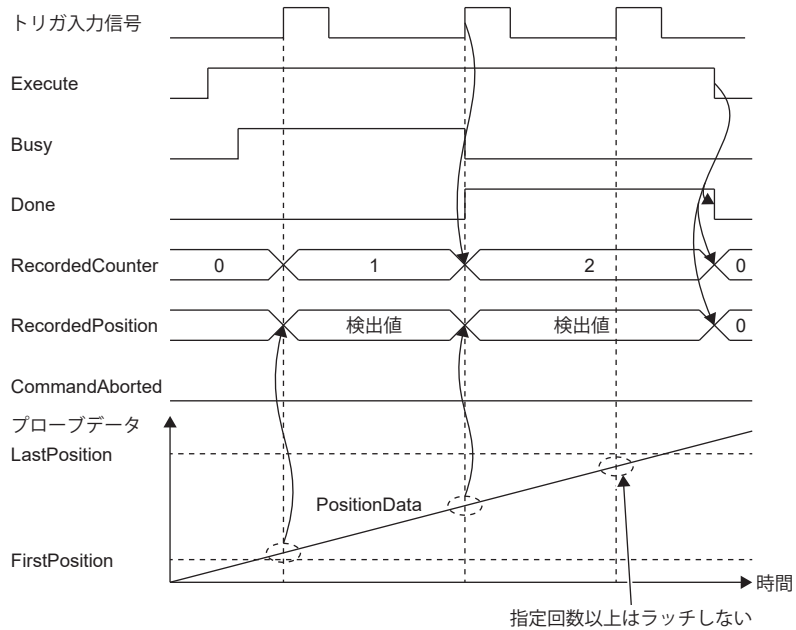 トリガ入力信号
Execute
Busy
Done
RecordedCounter 0 1 2 0
RecordedPosition 検出値 検出値 0
CommandAborted
プローブデータ
LastPosition
PositionData
FirstPosition
時間
指定回数以上はラッチしない